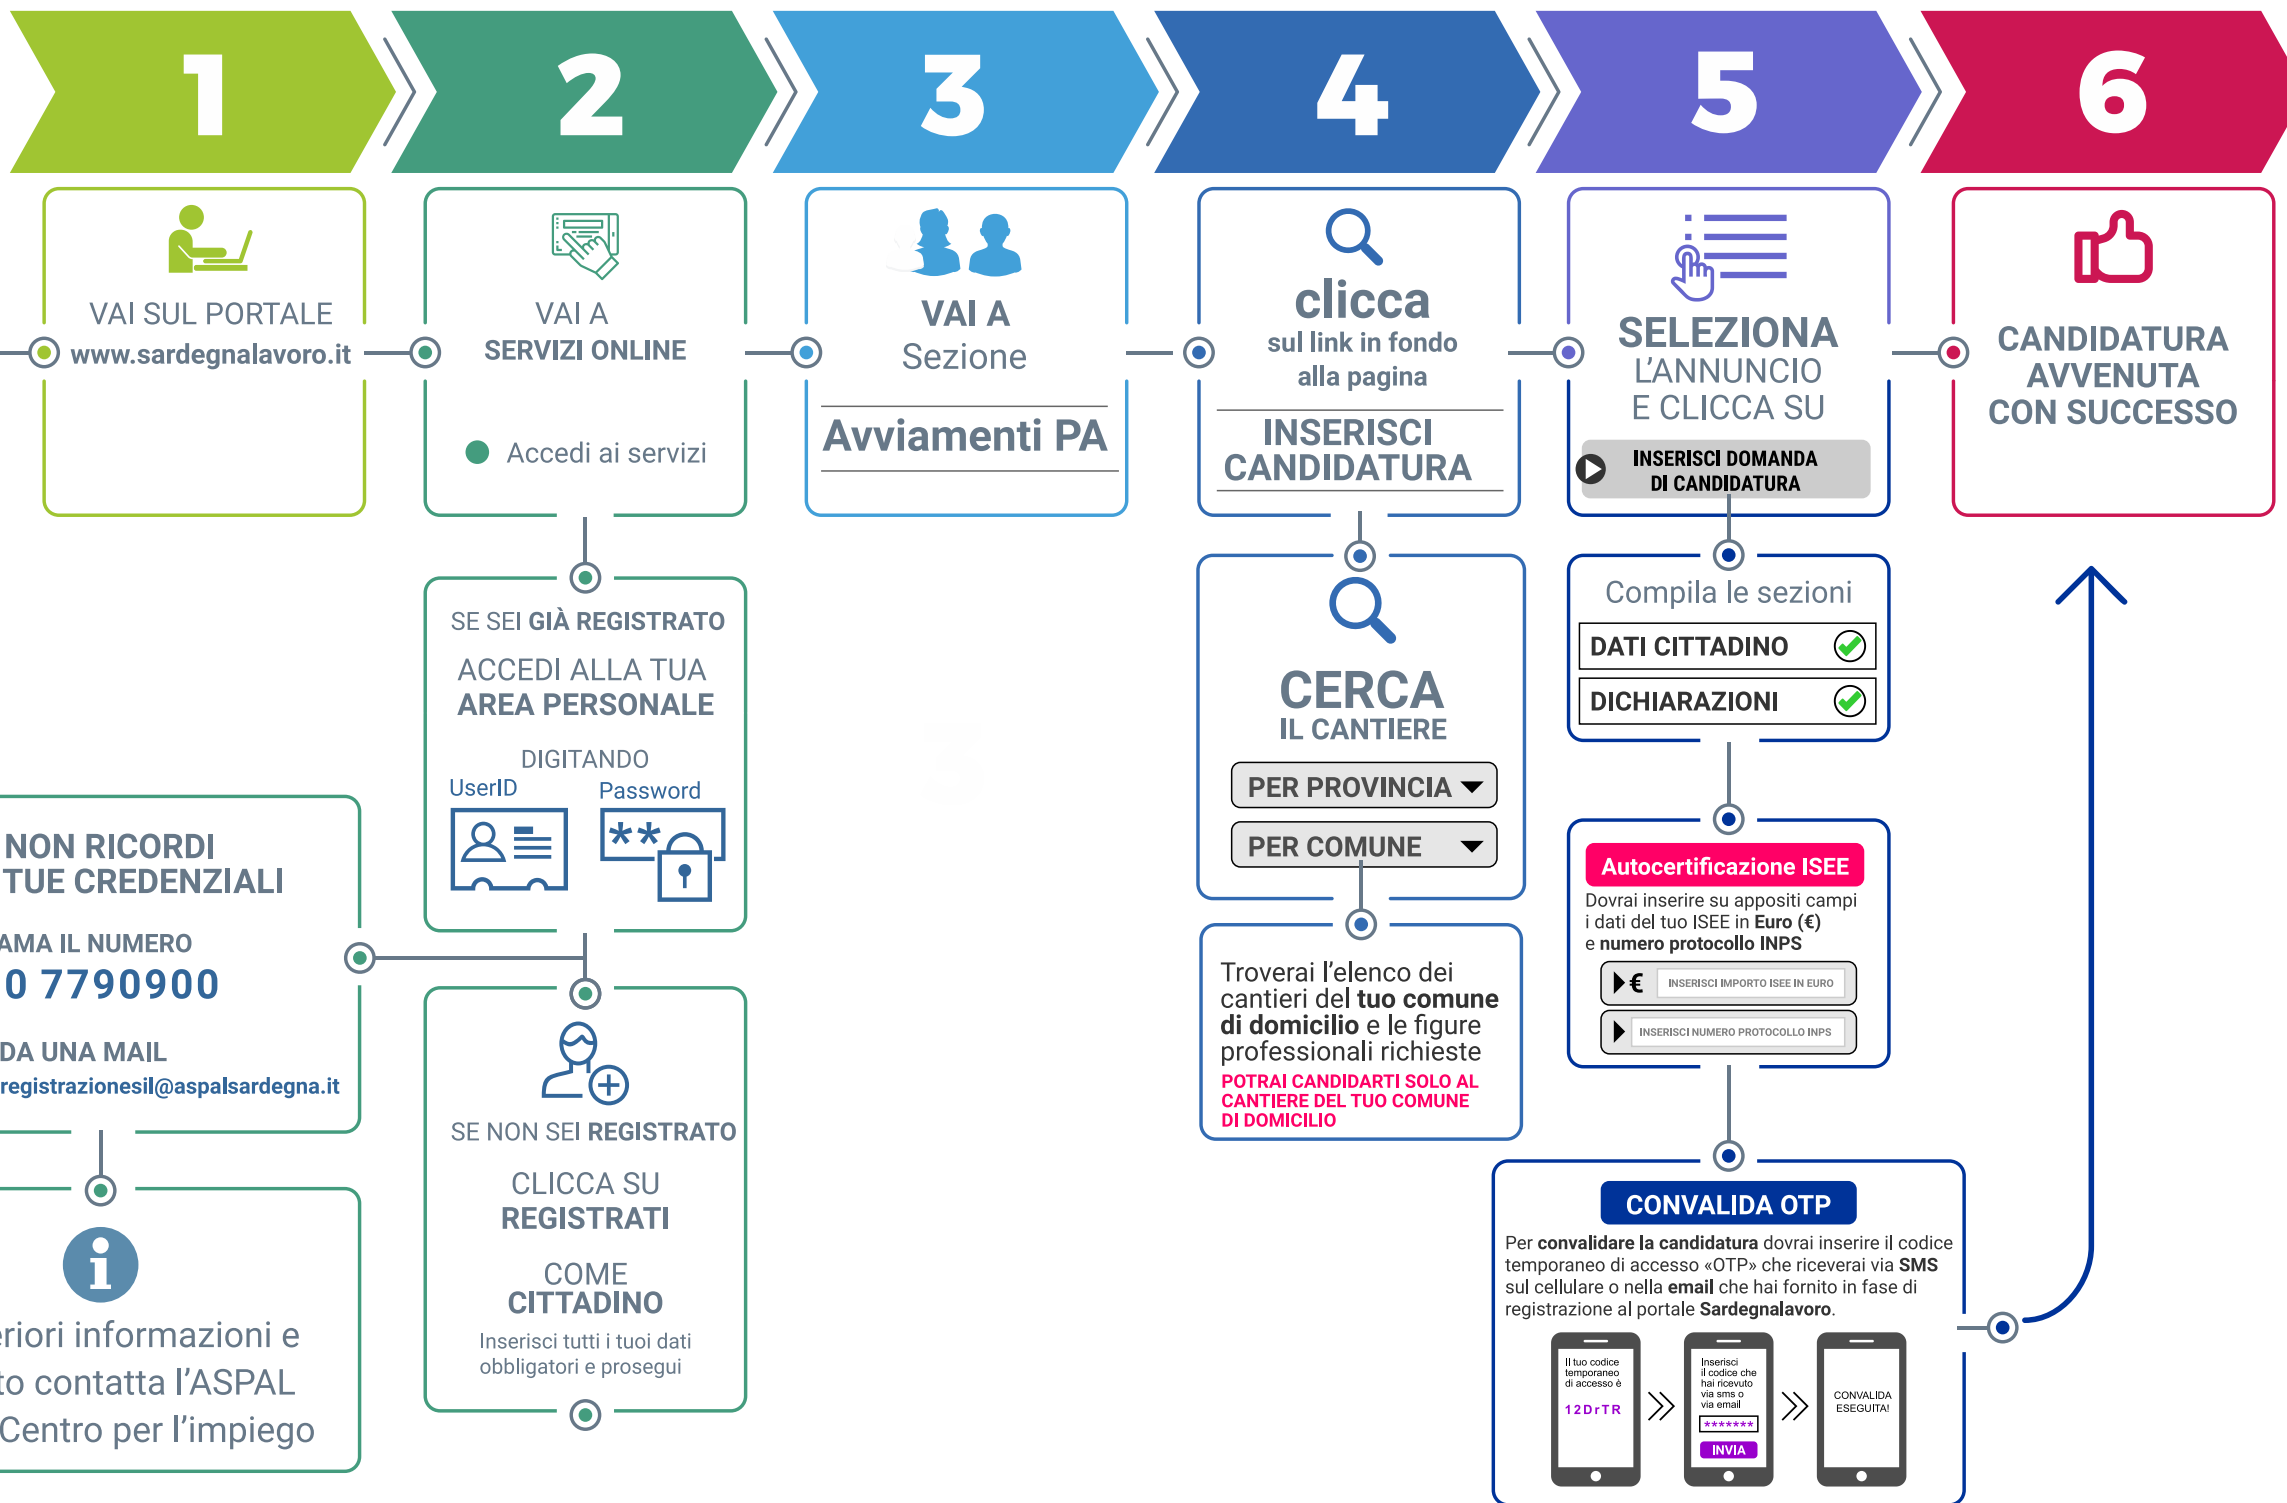 1
2
3
4
5
6
VAI SUL PORTALE
www.sardegnalavoro.it
VAI A
SERVIZI ONLINE
Accedi ai servizi
VAI A
Sezione
Avviamenti PA
clicca
sul link in fondo
alla pagina
INSERISCI
CANDIDATURA
SELEZIONA
L'ANNUNCIO
E CLICCA SU
INSERISCI DOMANDA
DI CANDIDATURA
CANDIDATURA
AVVENUTA
CON SUCCESSO
SE SEI GIÀ REGISTRATO
ACCEDI ALLA TUA
AREA PERSONALE
DIGITANDO
UserID
Password
**
NON RICORDI
TUE CREDENZIALI
AMA IL NUMERO
0 7790900
DA UNA MAIL
registrazionesil@aspalsardegna.it
i
eriori informazioni e
to contatta l'ASPAL
Centro per l'impiego
SE NON SEI REGISTRATO
CLICCA SU
REGISTRATI
COME
CITTADINO
Inserisci tutti i tuoi dati
obbligatori e prosegui
CERCA
IL CANTIERE
PER PROVINCIA
PER COMUNE
Troverai l'elenco dei
cantieri del tuo comune
di domicilio e le figure
professionali richieste
POTRAI CANDIDARTI SOLO AL
CANTIERE DEL TUO COMUNE
DI DOMICILIO
Compila le sezioni
DATI CITTADINO
DICHIARAZIONI
Autocertificazione ISEE
Dovrai inserire su appositi campi
i dati del tuo ISEE in Euro (€)
e numero protocollo INPS
€ INSERISCI IMPORTO ISEE IN EURO
INSERISCI NUMERO PROTOCOLLO INPS
CONVALIDA OTP
Per convalidare la candidatura dovrai inserire il codice
temporaneo di accesso «OTP» che riceverai via SMS
sul cellulare o nella email che hai fornito in fase di
registrazione al portale Sardegnalavoro.
Il tuo codice
temporaneo
di accesso è
12DrTR
Inserisci
il codice che
hai ricevuto
via sms o
via email
*******
INVIA
CONVALIDA
ESEGUITA!